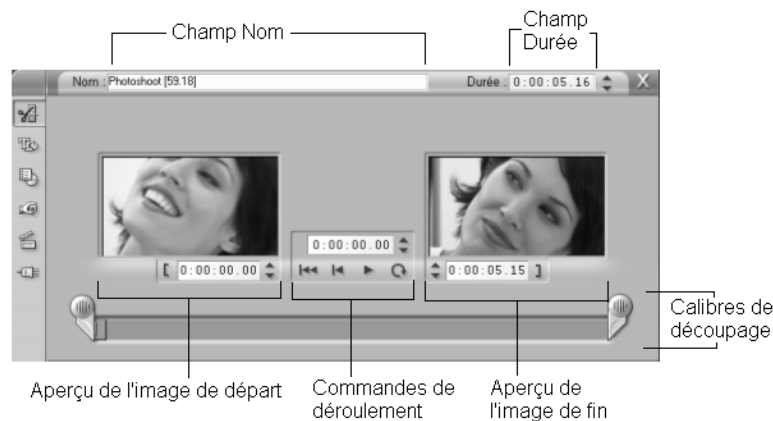 Champ Nom
Champ
Durée
Nom : Photoshoot [59.18]
Durée : 0:00:05.16
X
0:00:00.00
[ 0:00:00.00
0:00:05.15 ]
Calibres de
découpage
Aperçu de l'image de départ
Commandes de
déroulement
Aperçu de
l'image de fin